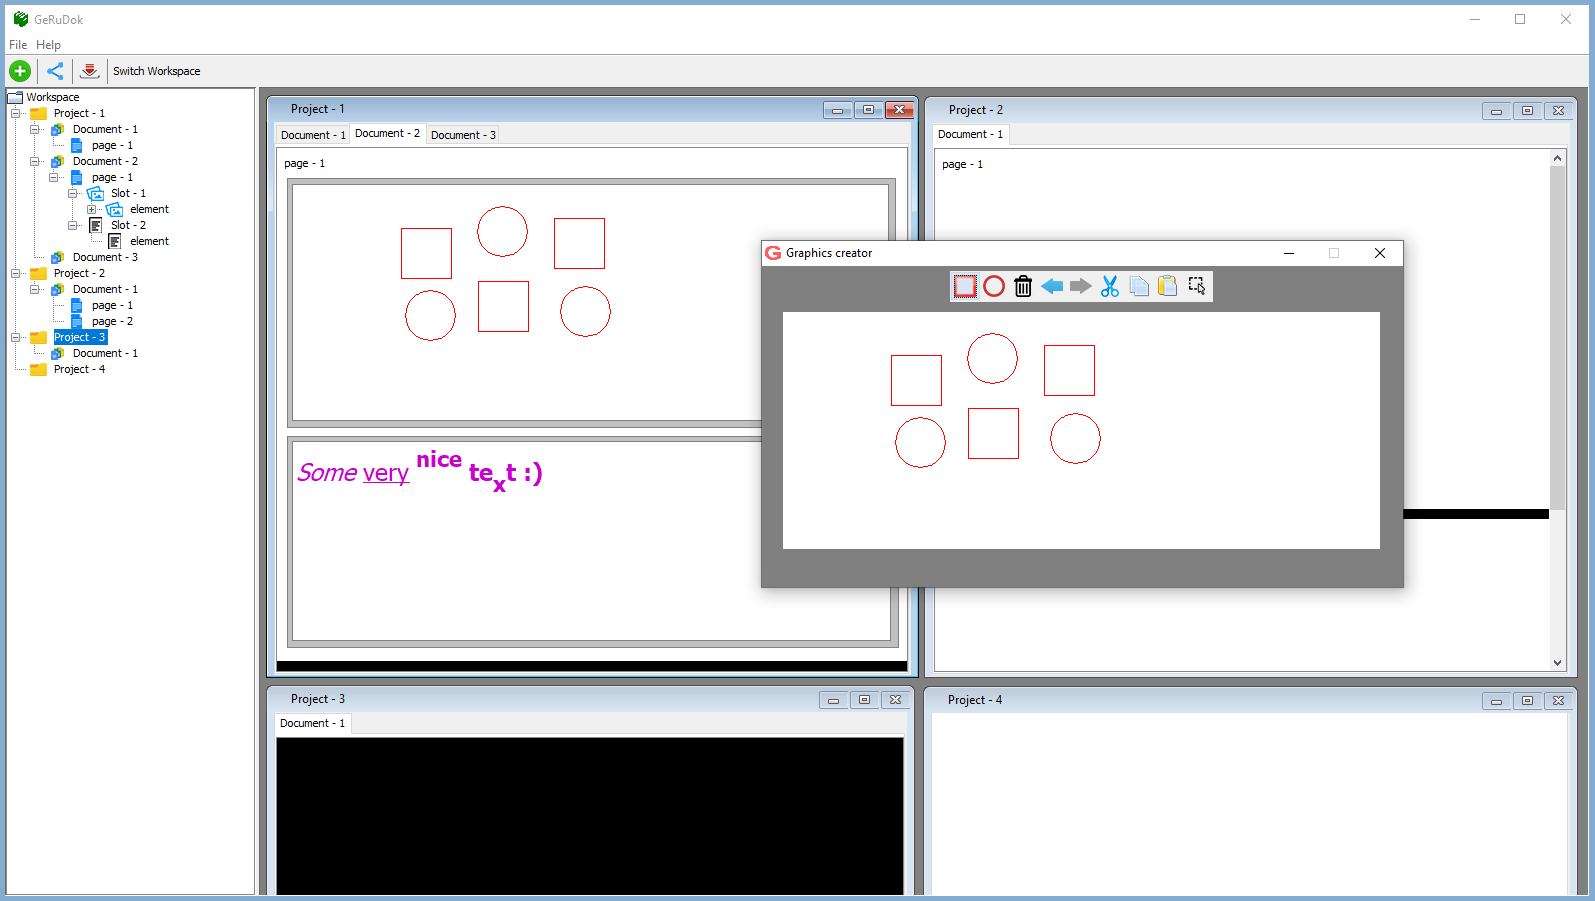 GeRuDok
File Help
Switch Workspace
Workspace
Project - 1
Document - 1
page - 1
Document - 2
page - 1
Slot - 1
element
Slot - 2
element
Document - 3
Project - 2
Document - 1
page - 1
page - 2
Project - 3
Document - 1
Project - 4
Project - 1
Document - 1 Document - 2 Document - 3
page - 1
Some very nice text :)
Project - 2
Document - 1
page - 1
G Graphics creator
Project - 3
Document - 1
Project - 4